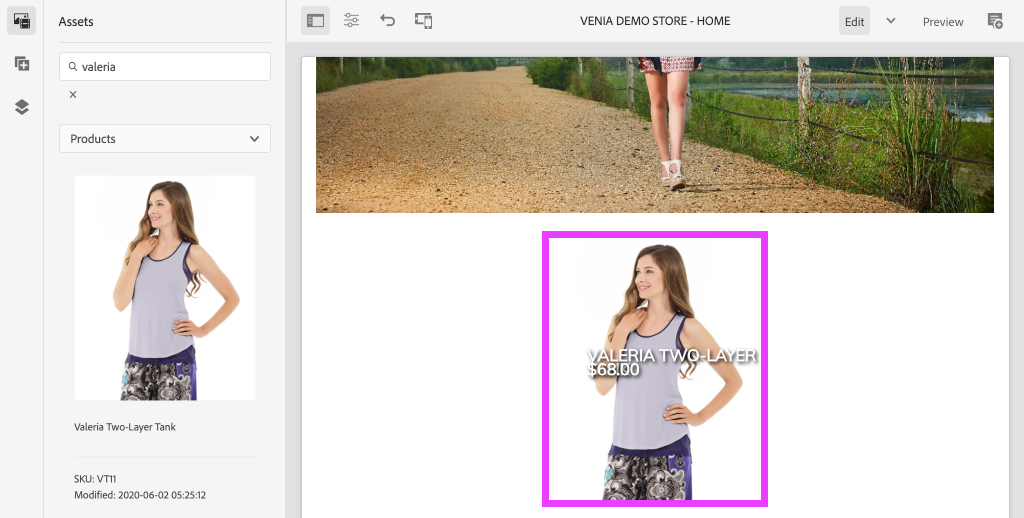 Assets
VENIA DEMO STORE - HOME
Edit
Preview
valeria
Products
VALERIA TWO-LAYER
$68.00
Valeria Two-Layer Tank
SKU: VT11
Modified: 2020-06-02 05:25:12